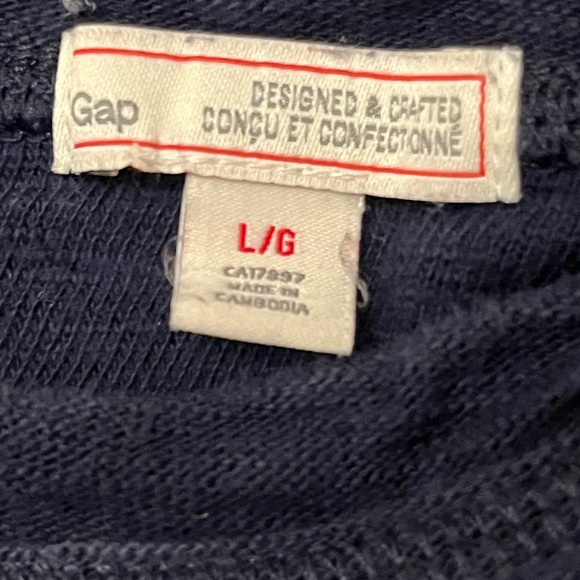 Gap
DESIGNED & CRAFTED
CONÇU ET CONFECTIONNÉ
L/G
CA17897
MADE IN
CAMBODIA